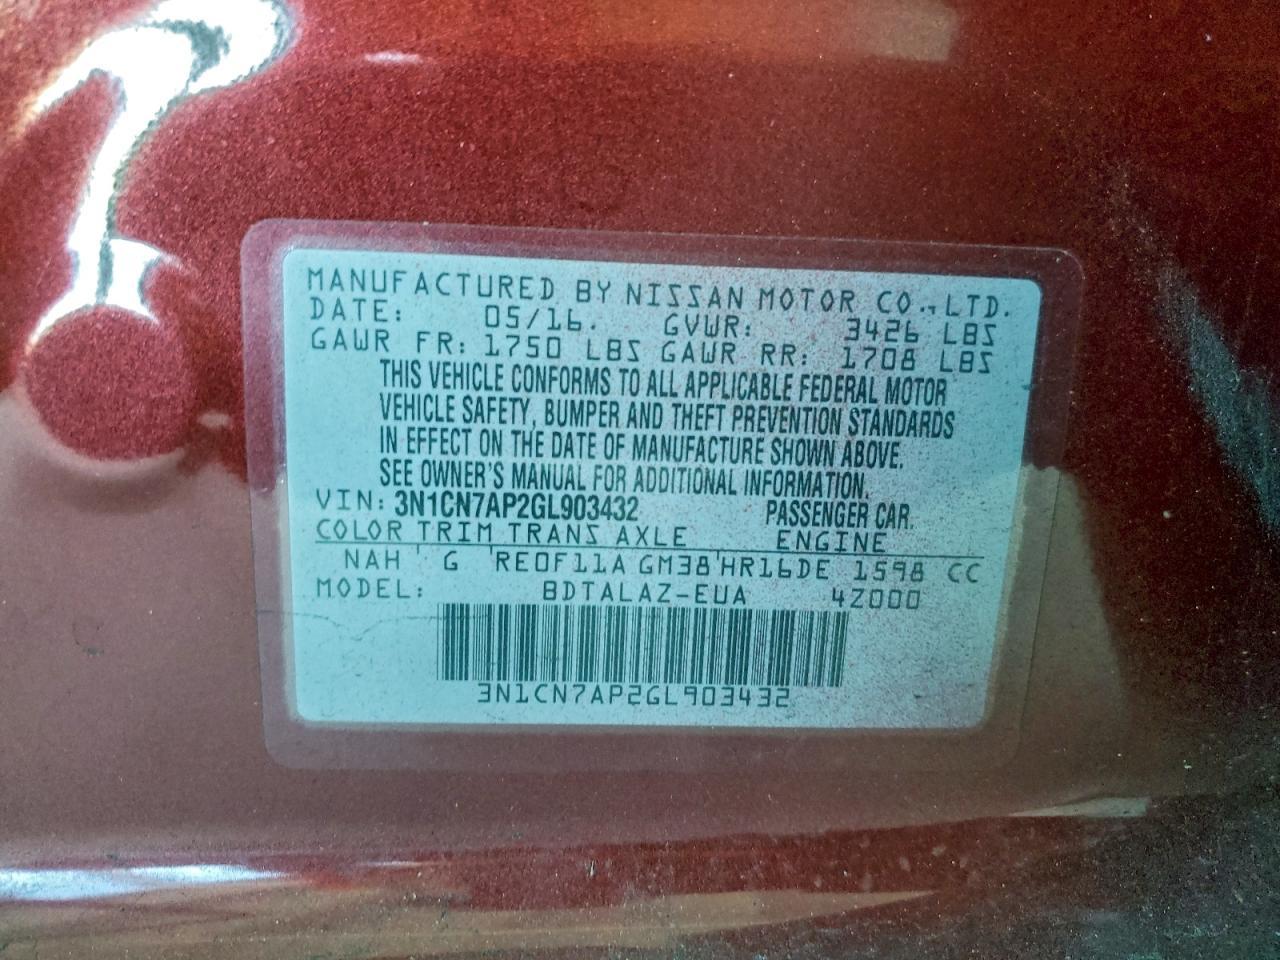 MANUFACTURED BY NISSAN MOTOR CO., LTD.
DATE: 05/16. GVWR: 3426 LBS
GAWR FR: 1750 LBS GAWR RR: 1708 LBS
THIS VEHICLE CONFORMS TO ALL APPLICABLE FEDERAL MOTOR
VEHICLE SAFETY, BUMPER AND THEFT PREVENTION STANDARDS
IN EFFECT ON THE DATE OF MANUFACTURE SHOWN ABOVE.
SEE OWNER'S MANUAL FOR ADDITIONAL INFORMATION.
VIN: 3N1CN7AP2GL903432 PASSENGER CAR.
COLOR TRIM TRANS AXLE ENGINE
NAH G RE0F11A GM38 HR16DE 1598 CC
MODEL: BDTALAZ-EUA 4Z000
3N1CN7AP2GL903432